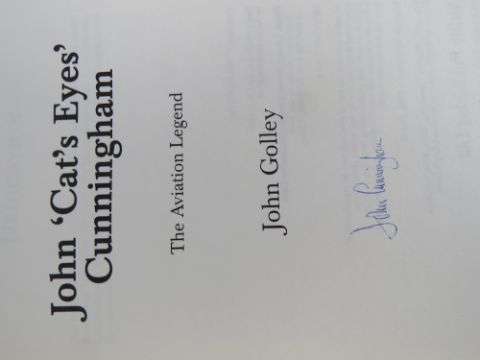 John ‘Cat’s Eyes’
Cunningham
The Aviation Legend
John Golley
John Cunningham